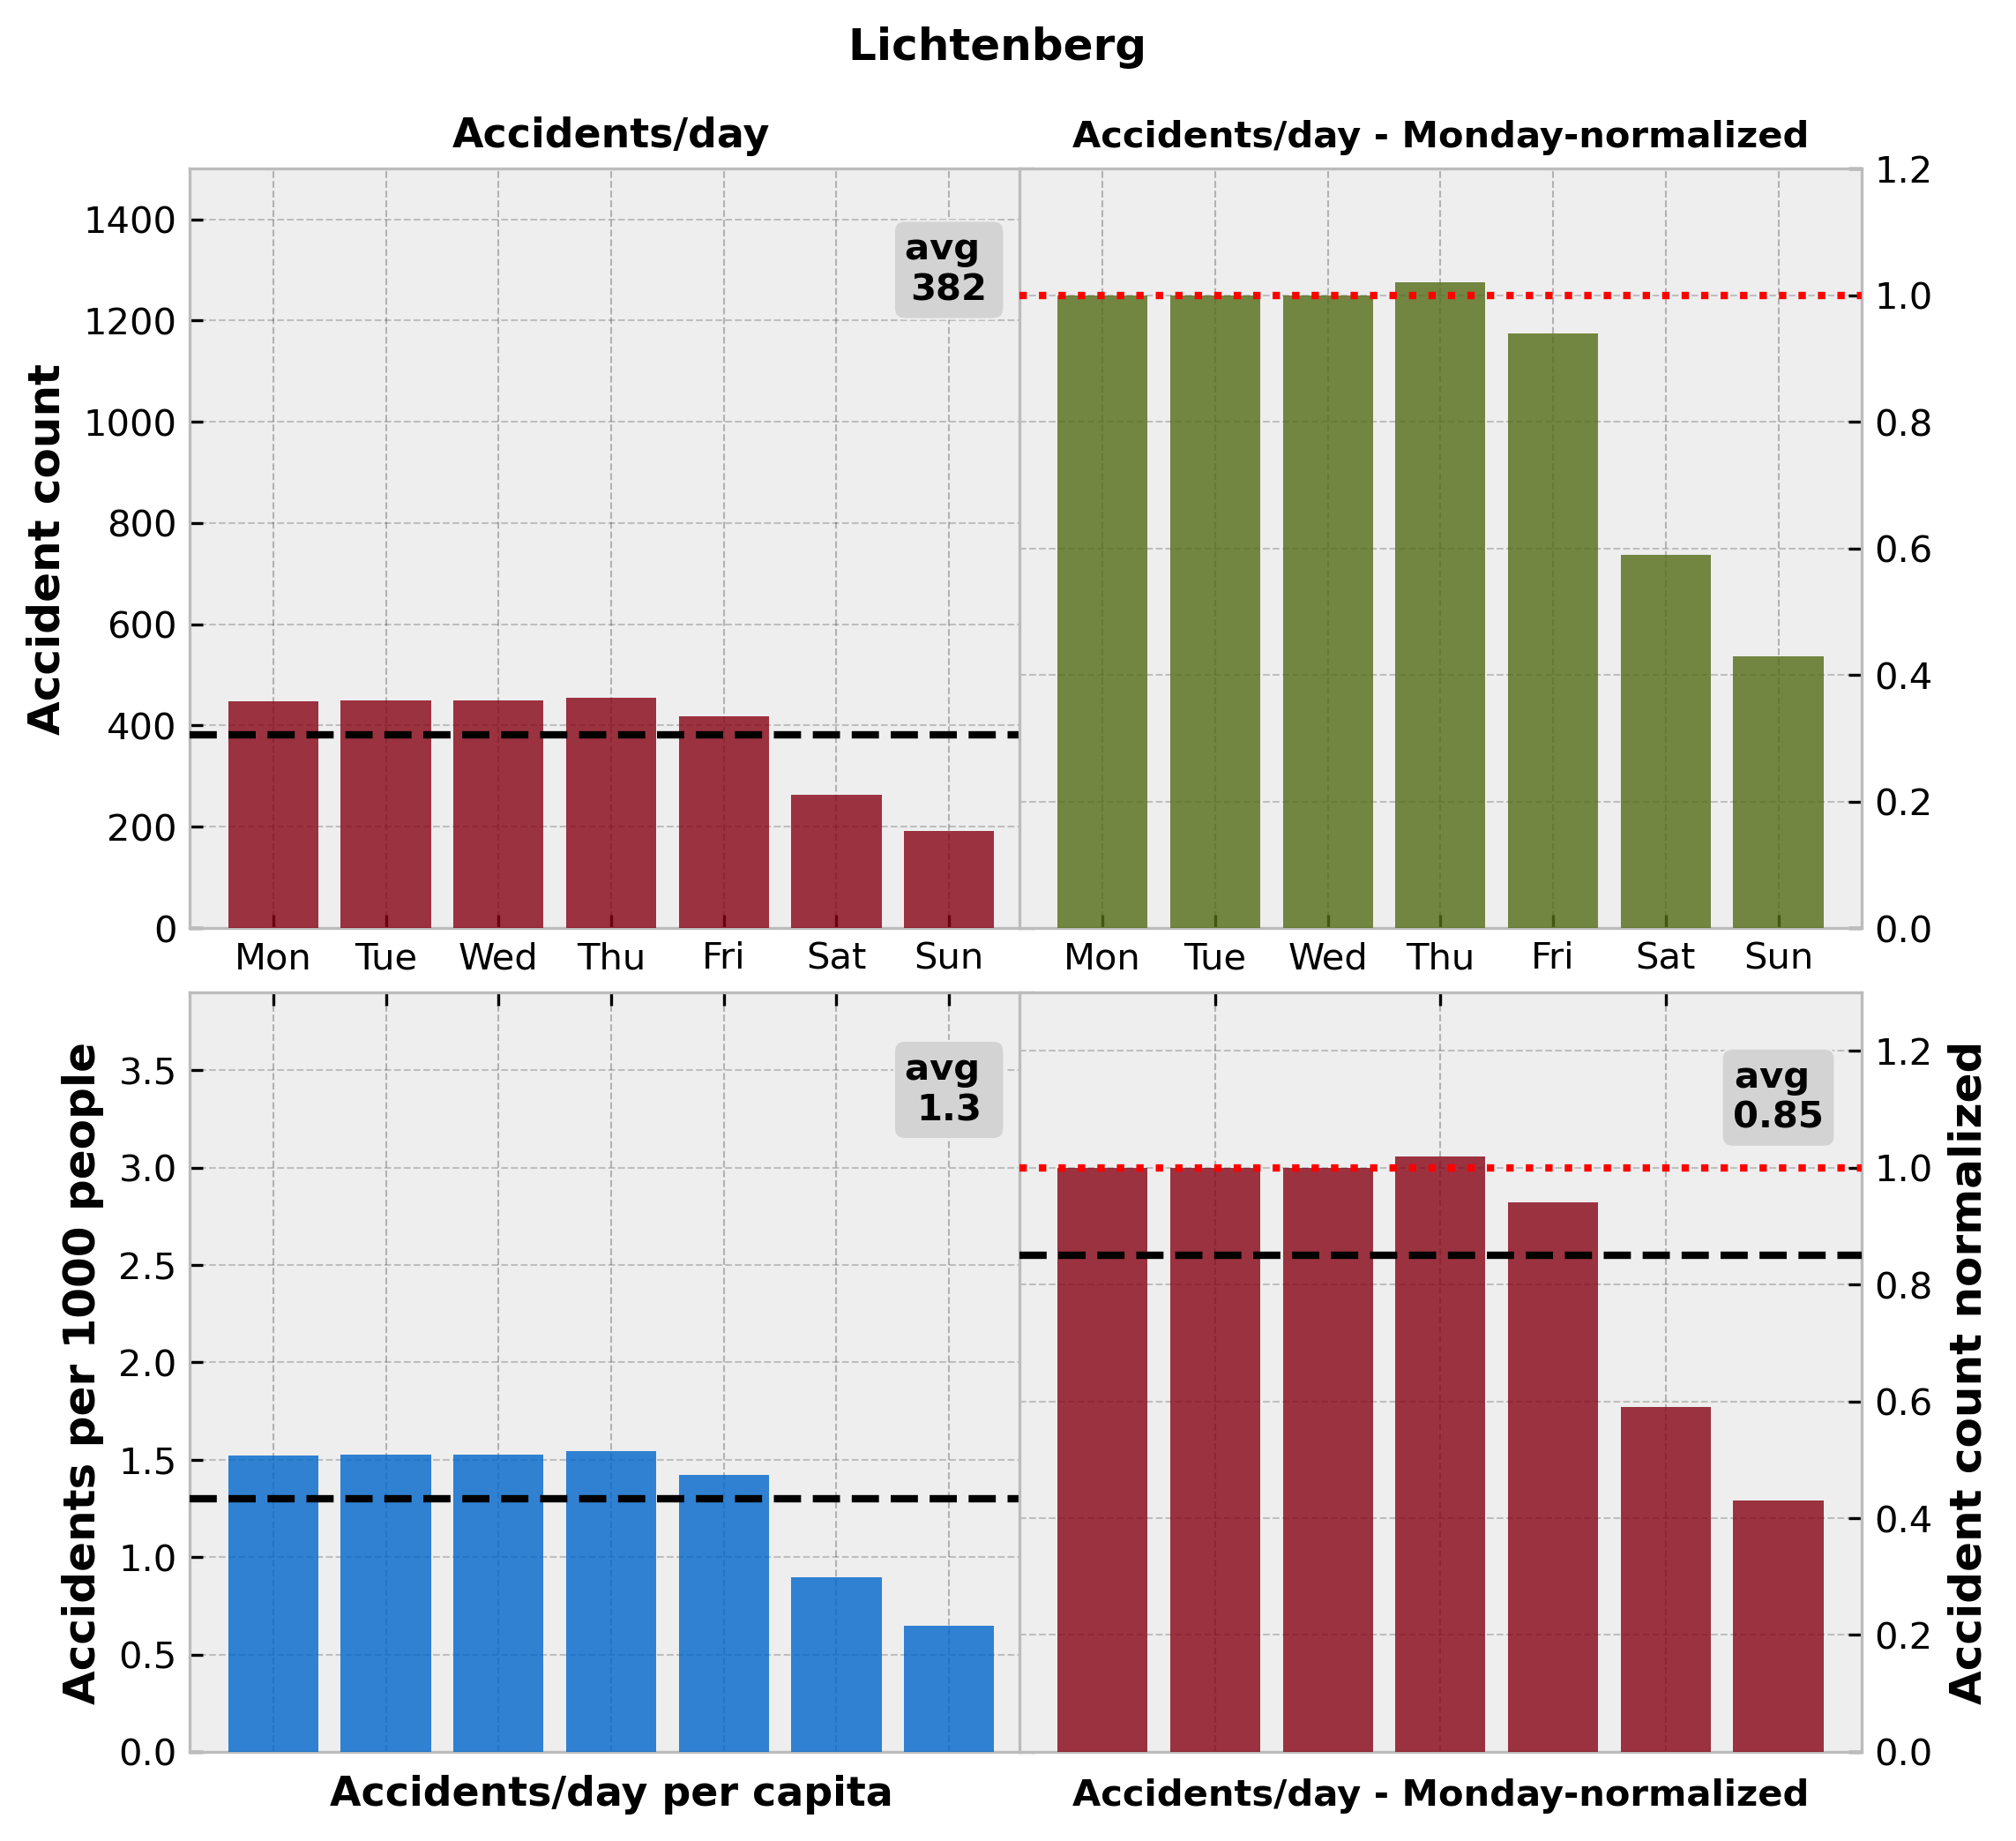 Lichtenberg
Accidents/day
Accidents/day - Monday-normalized
Accident count
1400
1200
1000
800
600
400
200
0
avg
382
1.2
1.0
0.8
0.6
0.4
0.2
0.0
Mon Tue Wed Thu Fri Sat Sun
Mon Tue Wed Thu Fri Sat Sun
Accidents per 1000 people
3.5
3.0
2.5
2.0
1.5
1.0
0.5
0.0
avg
1.3
avg
0.85
1.2
1.0
0.8
0.6
0.4
0.2
0.0
Accident count normalized
Accidents/day per capita
Accidents/day - Monday-normalized